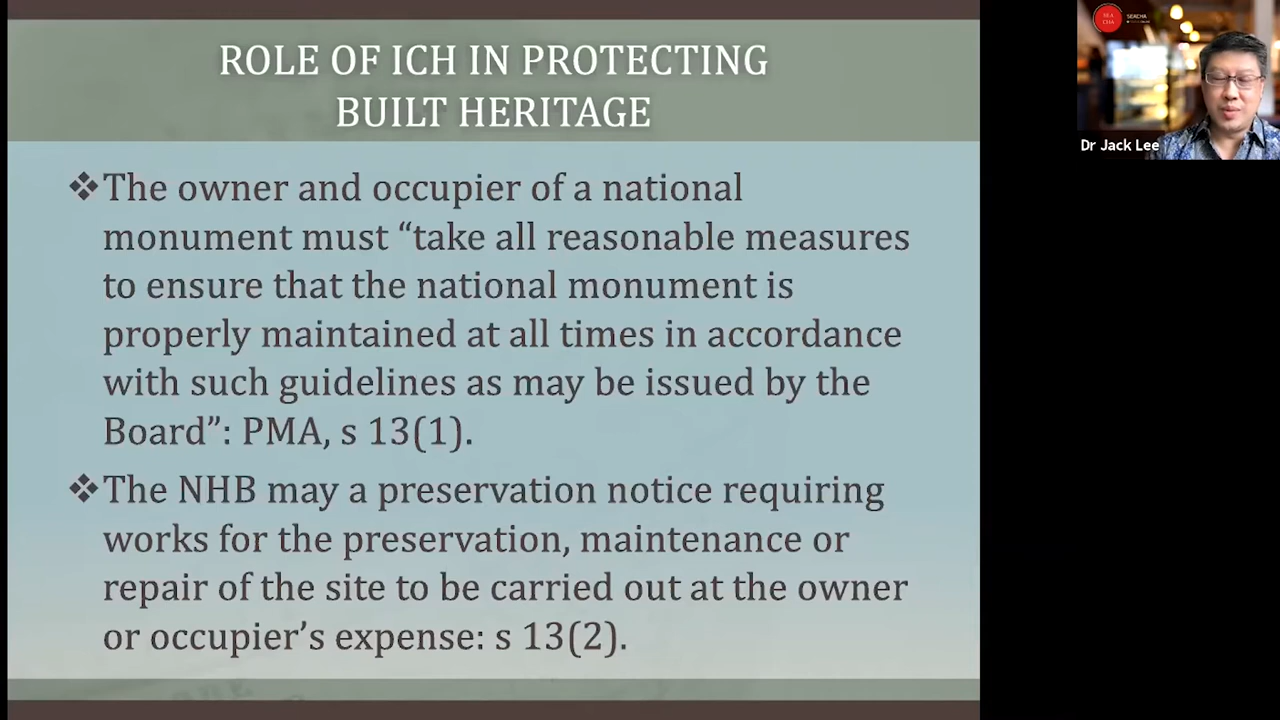 ROLE OF ICH IN PROTECTING
BUILT HERITAGE
❖The owner and occupier of a national
monument must “take all reasonable measures
to ensure that the national monument is
properly maintained at all times in accordance
with such guidelines as may be issued by the
Board”: PMA, s 13(1).
❖The NHB may a preservation notice requiring
works for the preservation, maintenance or
repair of the site to be carried out at the owner
or occupier’s expense: s 13(2).
SEA
CHA
SEACHA
Dr Jack Lee